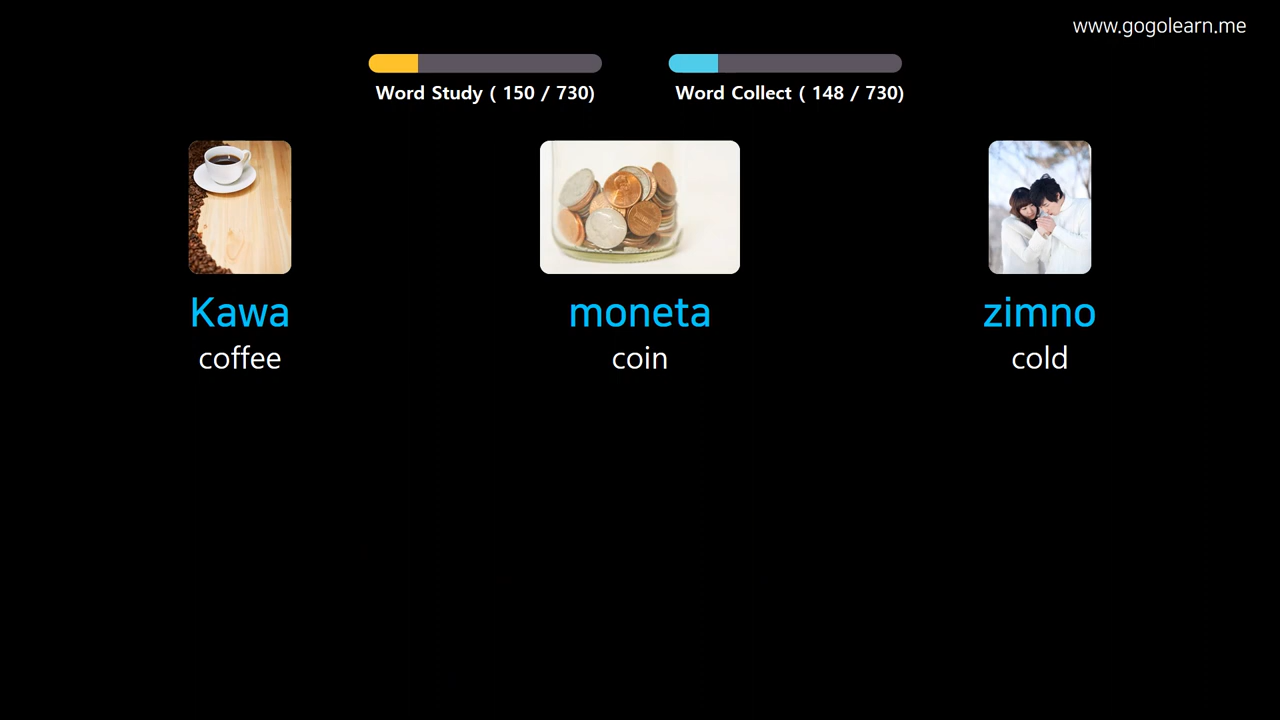 www.gogolearn.me
Word Study ( 150 / 730)
Word Collect ( 148 / 730)
Kawa
moneta
zimno
coffee
coin
cold